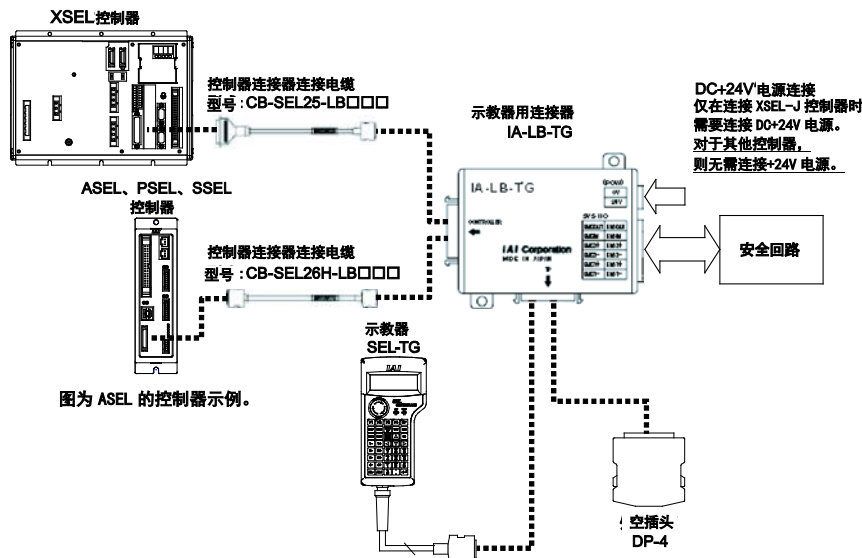 XSEL控制器
控制器连接器连接电缆
型号：CB-SEL25-LB□□□
ASEL、PSEL、SSEL
控制器
控制器连接器连接电缆
型号：CB-SEL26H-LB□□□
图为 ASEL 的控制器示例。
示教器用连接器
IA-LB-TG
DC+24V'电源连接
仅在连接 XSEL-J 控制器时
需要连接 DC+24V 电源。
对于其他控制器，
则无需连接+24V 电源。
IA-LB-TG
0V
24V
CONTROLLER
IAI Corporation
MADE IN JAPAN
安全回路
示教器
SEL-TG
IAI
空插头
DP-4